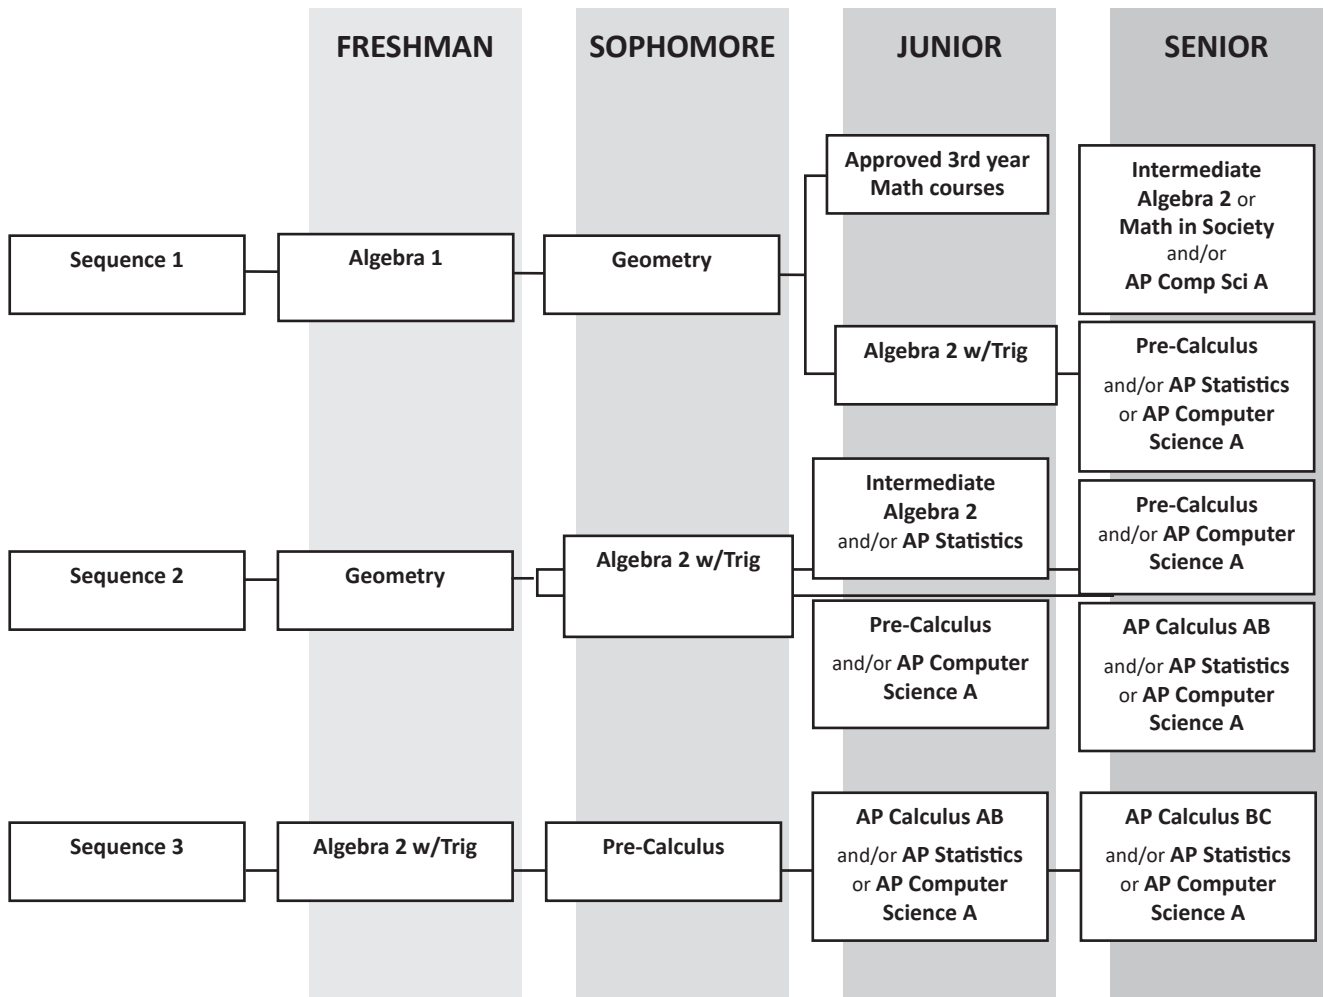 FRESHMAN
SOPHOMORE
JUNIOR
SENIOR
Sequence 1
Algebra 1
Geometry
Approved 3rd year
Math courses
Intermediate
Algebra 2 or
Math in Society
and/or
AP Comp Sci A
Algebra 2 w/Trig
Pre-Calculus
and/or AP Statistics
or AP Computer
Science A
Sequence 2
Geometry
Algebra 2 w/Trig
Intermediate
Algebra 2
and/or AP Statistics
Pre-Calculus
and/or AP Computer
Science A
Pre-Calculus
and/or AP Computer
Science A
AP Calculus AB
and/or AP Statistics
or AP Computer
Science A
Sequence 3
Algebra 2 w/Trig
Pre-Calculus
AP Calculus AB
and/or AP Statistics
or AP Computer
Science A
AP Calculus BC
and/or AP Statistics
or AP Computer
Science A